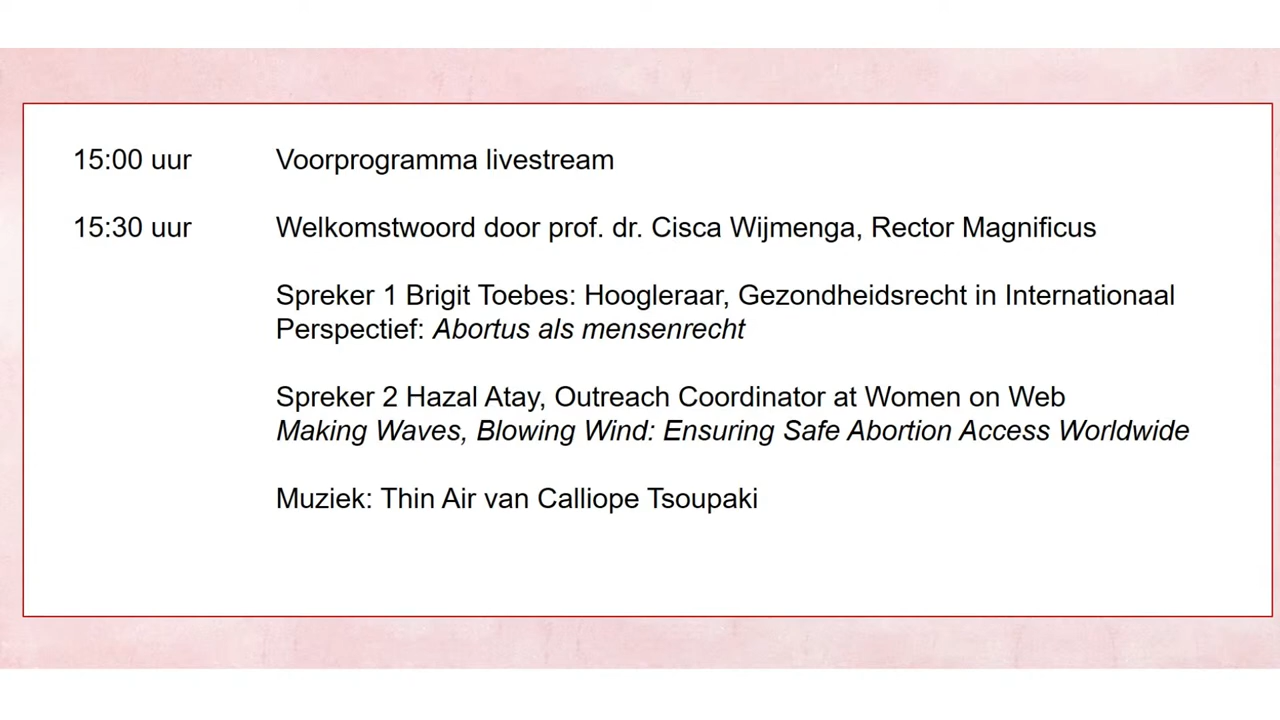 15:00 uur Voorprogramma livestream
15:30 uur Welkomstwoord door prof. dr. Cisca Wijmenga, Rector Magnificus
Spreker 1 Brigit Toebes: Hoogleraar, Gezondheidsrecht in Internationaal
Perspectief: Abortus als mensenrecht
Spreker 2 Hazal Atay, Outreach Coordinator at Women on Web
Making Waves, Blowing Wind: Ensuring Safe Abortion Access Worldwide
Muziek: Thin Air van Calliope Tsoupaki